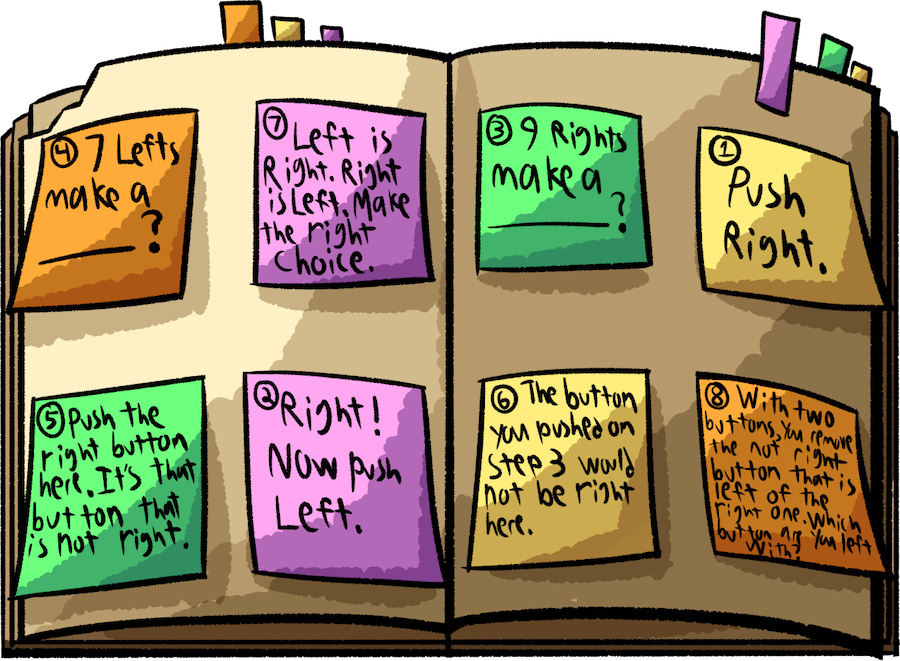 ④ 7 Lefts
make a
____?
⑦
Left is
Right. Right
is Left. Make
the right
choice.
③ 9 Rights
make a
____?
①
Push
Right.
⑤ Push the
right button
here. It's that
button that
is not right.
② Right!
Now push
Left.
⑥ The button
you pushed on
Step 3 would
not be right
here.
⑧ With two
buttons, you remove
the not right
button that is
left of the
right one. Which
button are you left
with?